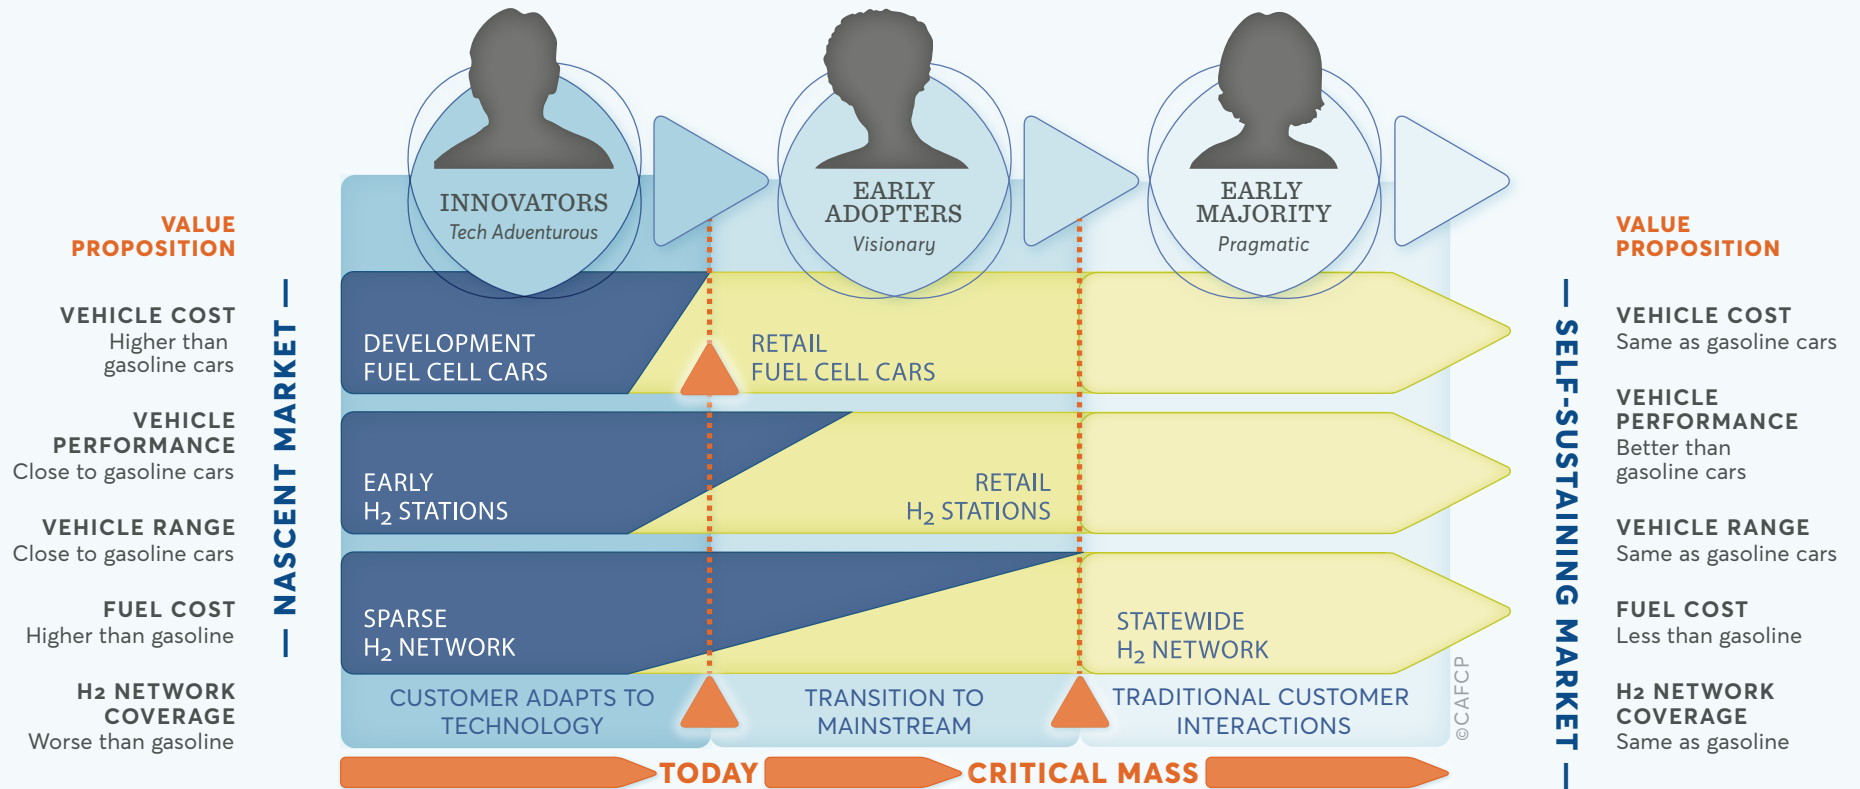 INNOVATORS
Tech Adventurous
EARLY
ADOPTERS
Visionary
EARLY
MAJORITY
Pragmatic
VALUE
PROPOSITION
VEHICLE COST
Higher than
gasoline cars
VEHICLE
PERFORMANCE
Close to gasoline cars
VEHICLE RANGE
Close to gasoline cars
FUEL COST
Higher than gasoline
H2 NETWORK
COVERAGE
Worse than gasoline
— NASCENT MARKET —
DEVELOPMENT
FUEL CELL CARS
RETAIL
FUEL CELL CARS
EARLY
H₂ STATIONS
RETAIL
H₂ STATIONS
SPARSE
H₂ NETWORK
STATEWIDE
H₂ NETWORK
CUSTOMER ADAPTS TO
TECHNOLOGY
TRANSITION TO
MAINSTREAM
TRADITIONAL CUSTOMER
INTERACTIONS
TODAY
CRITICAL MASS
©CAFCP
— SELF-SUSTAINING MARKET —
VALUE
PROPOSITION
VEHICLE COST
Same as gasoline cars
VEHICLE
PERFORMANCE
Better than
gasoline cars
VEHICLE RANGE
Same as gasoline cars
FUEL COST
Less than gasoline
H2 NETWORK
COVERAGE
Same as gasoline